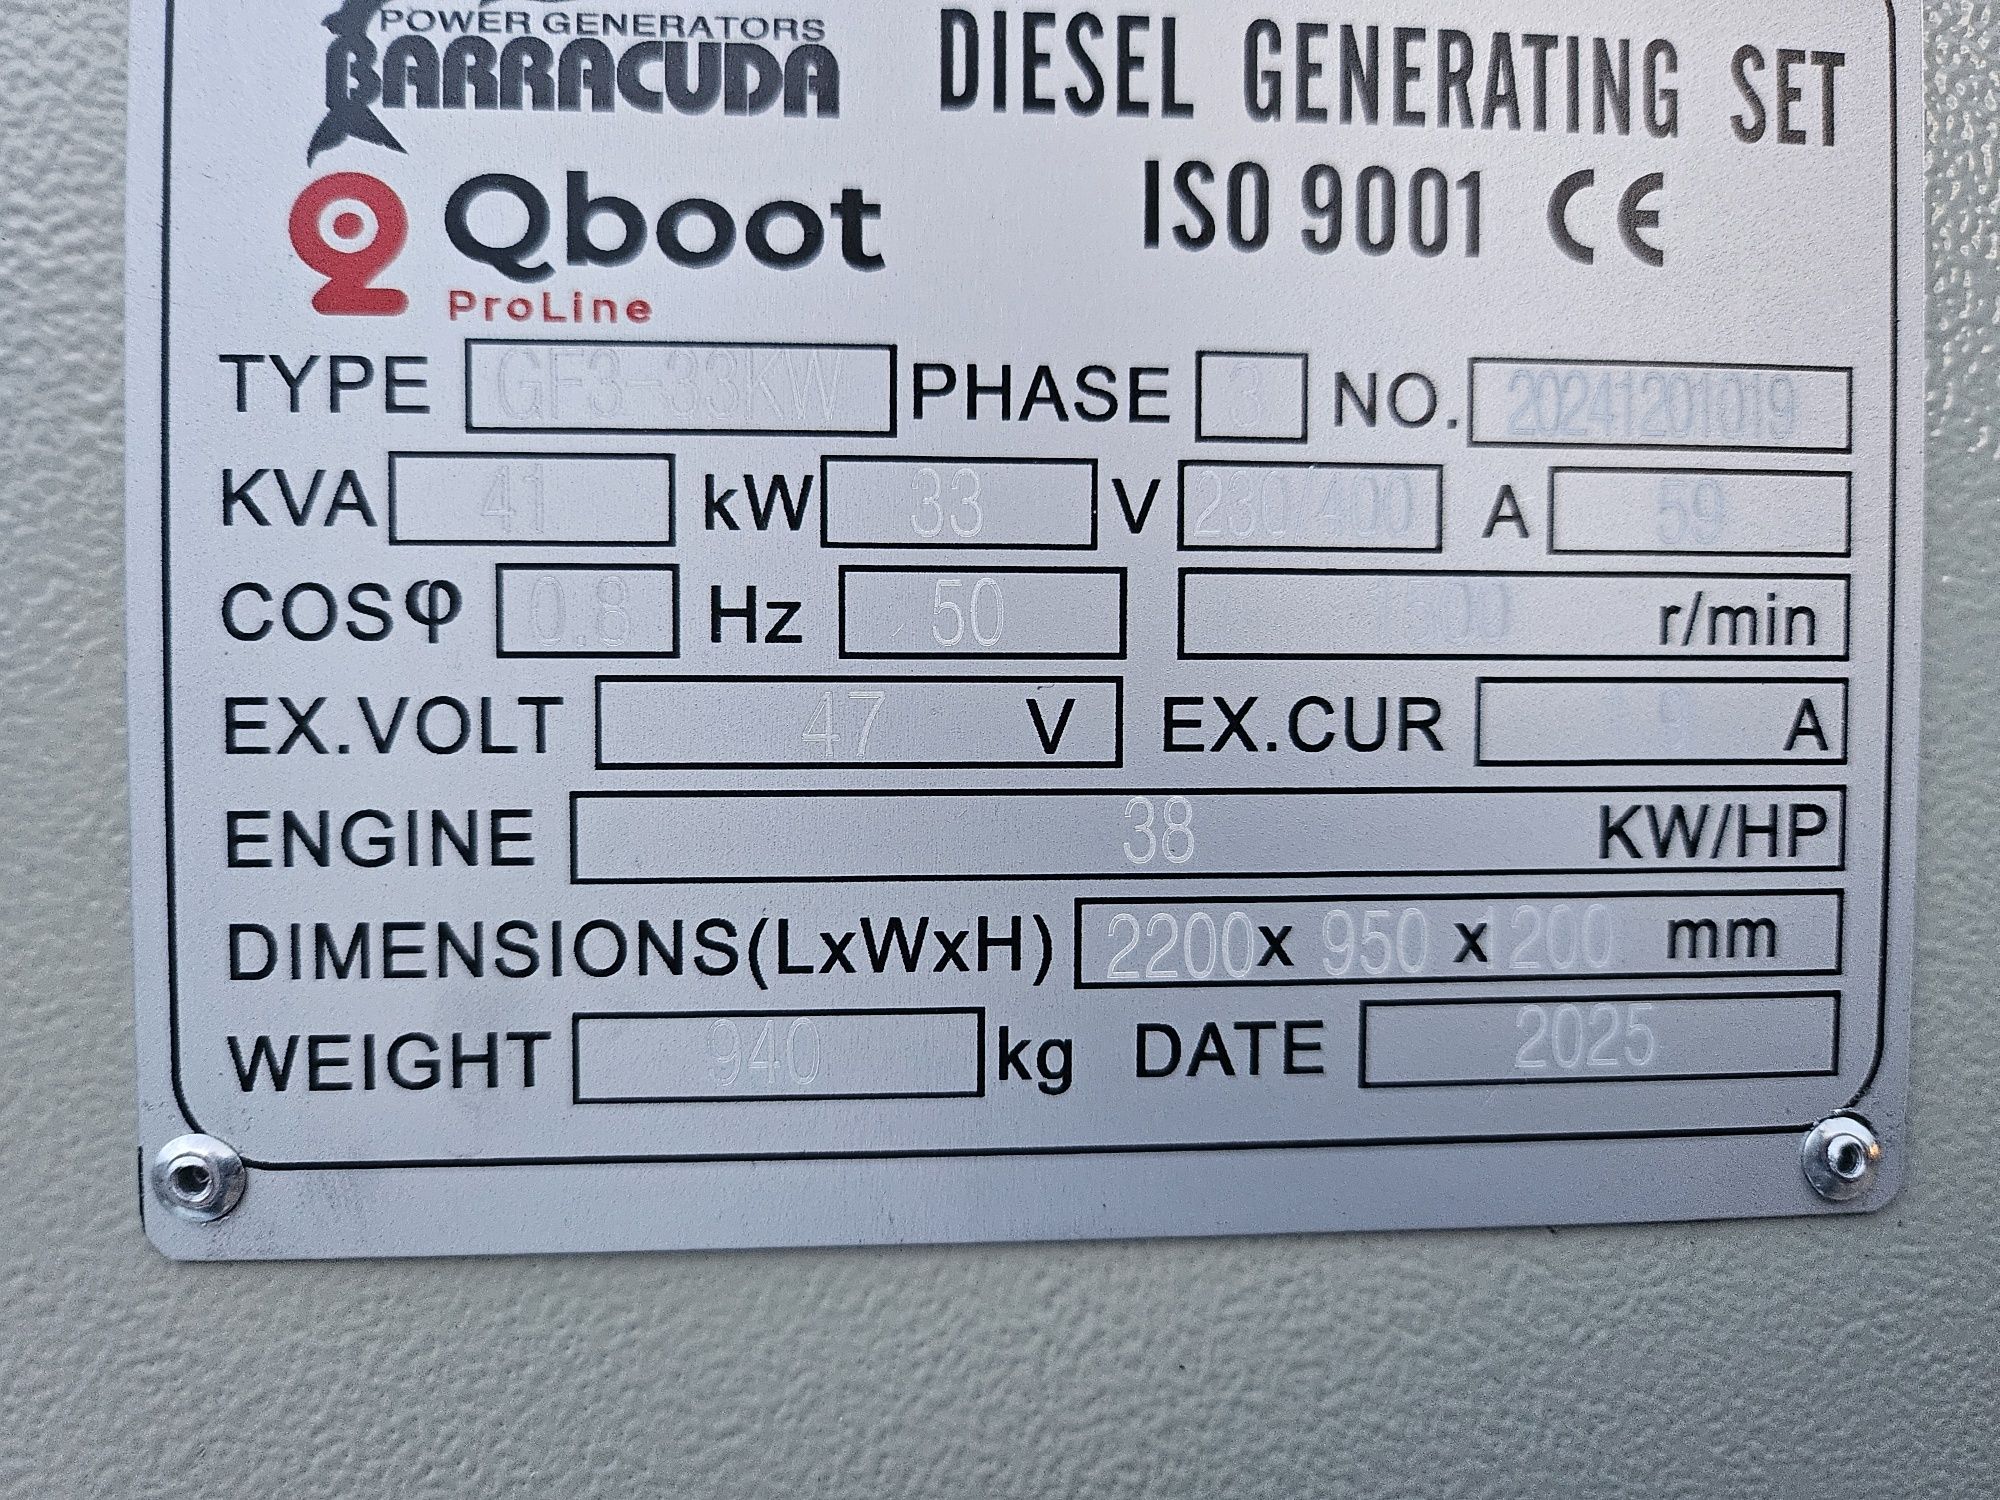 POWER GENERATORS
BARRACUDA
DIESEL GENERATING SET
Qboot
ProLine
ISO 9001 CE
TYPE GF3-33KW PHASE 3 NO. 20241201019
KVA 41 kW 33 V 230/400 A 59
COSφ 0.8 Hz 50 1500 r/min
EX.VOLT 47 V EX.CUR A
ENGINE 38 KW/HP
DIMENSIONS(LxWxH) 2200x 950 x1200 mm
WEIGHT 940 kg DATE 2025